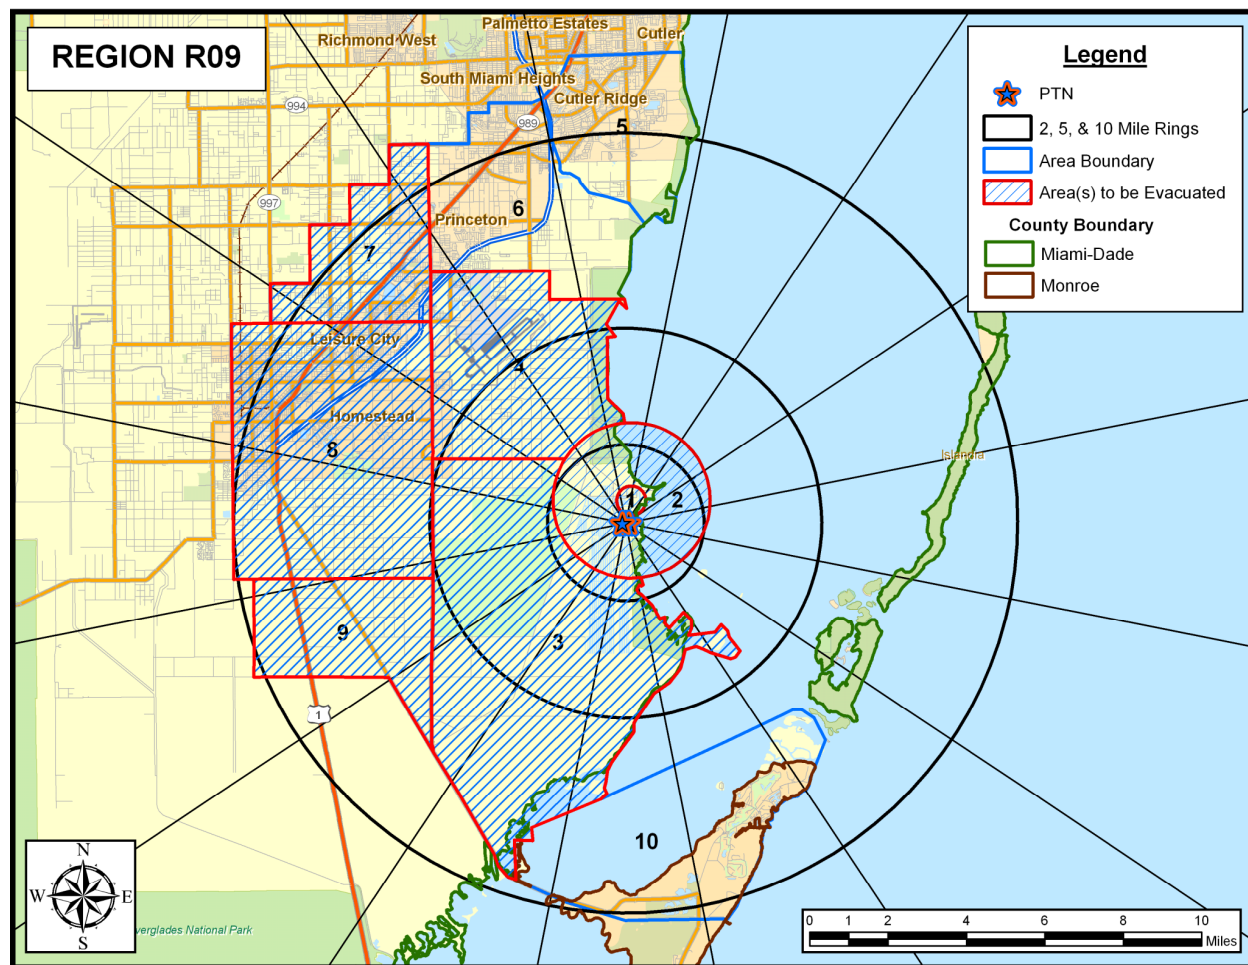 REGION R09
Palmetto Estates
Richmond West
Cutler
South Miami Heights
994
Cutler Ridge
989
5
997
6
Princeton
7
Leisure City
4
Homestead
8
Islandia
1
2
9
3
1
10
Everglades National Park
N
W
E
S
Legend
PTN
2, 5, & 10 Mile Rings
Area Boundary
Area(s) to be Evacuated
County Boundary
Miami-Dade
Monroe
0 1 2 4 6 8 10
Miles